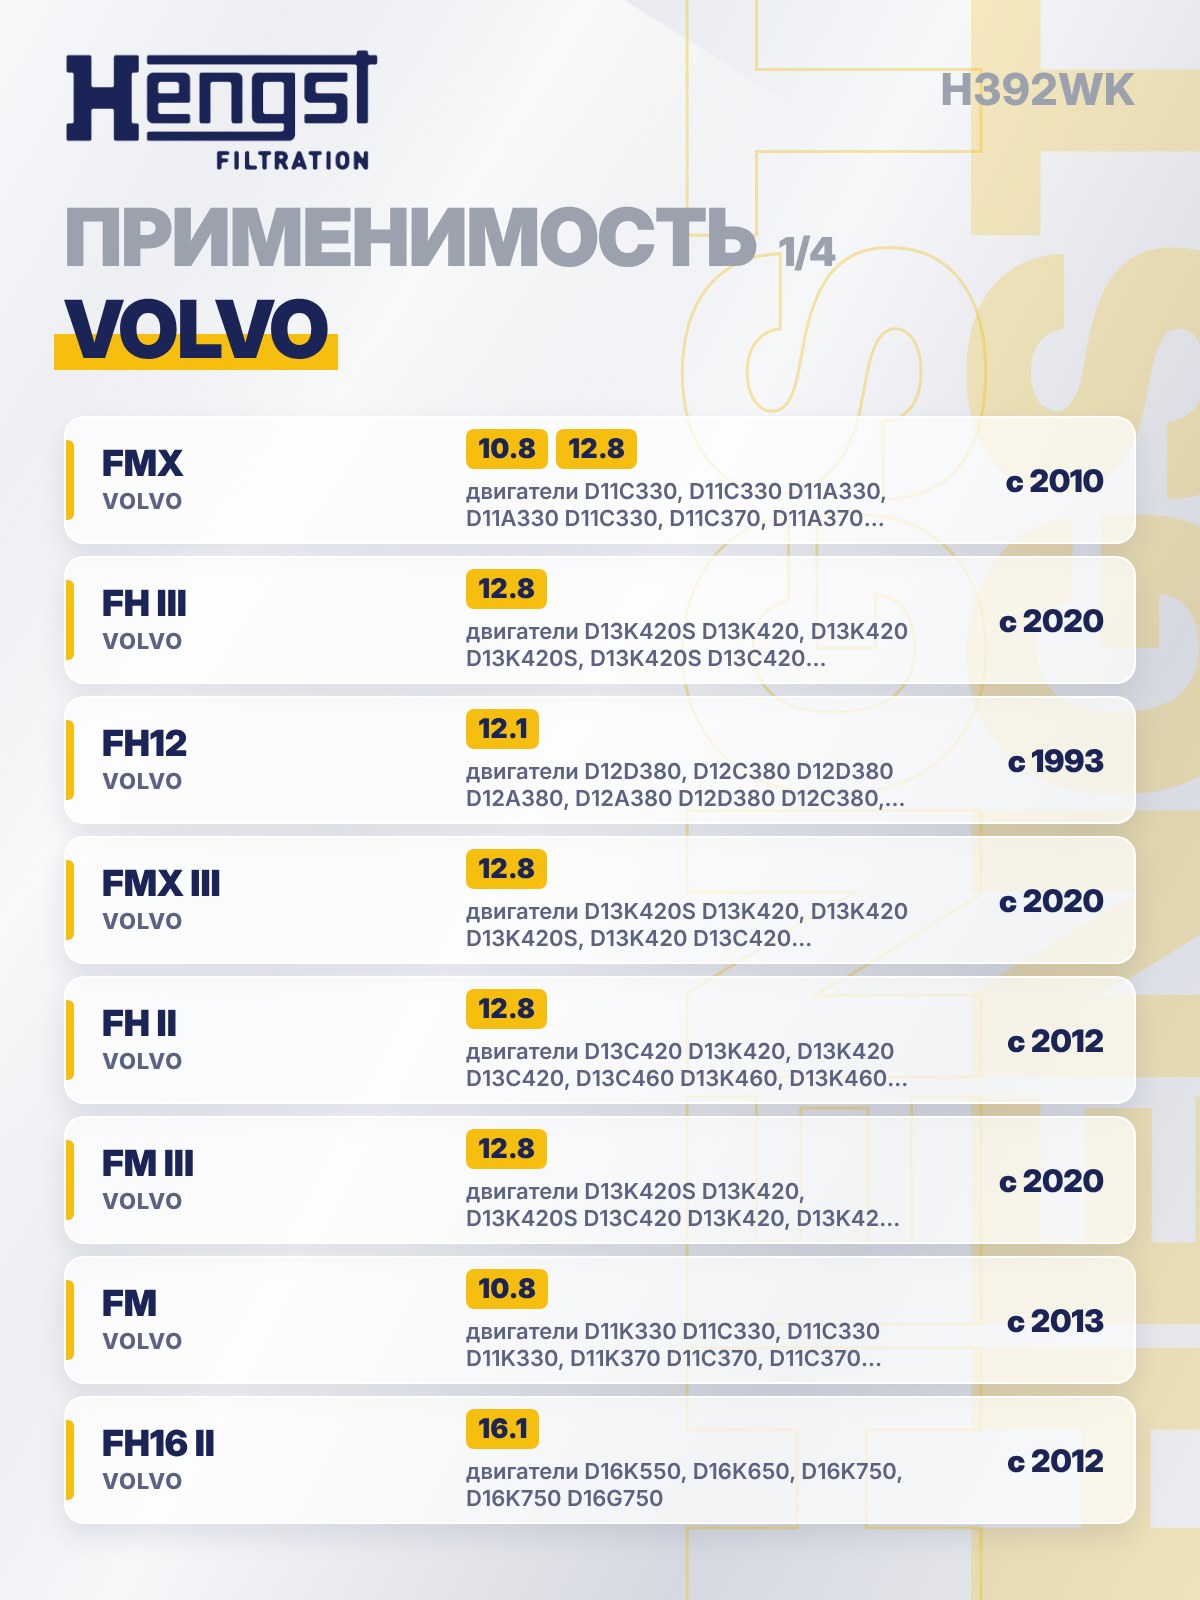 Hengst
FILTRATION
H392WK
ПРИМЕНИМОСТЬ 1/4
VOLVO
FMX
VOLVO
10.8 12.8
двигатели D11C330, D11C330 D11A330,
D11A330 D11C330, D11C370, D11A370...
с 2010
FH III
VOLVO
12.8
двигатели D13K420S D13K420, D13K420
D13K420S, D13K420S D13C420...
с 2020
FH12
VOLVO
12.1
двигатели D12D380, D12C380 D12D380
D12A380, D12A380 D12D380 D12C380,...
с 1993
FMX III
VOLVO
12.8
двигатели D13K420S D13K420, D13K420
D13K420S, D13K420 D13C420...
с 2020
FH II
VOLVO
12.8
двигатели D13C420 D13K420, D13K420
D13C420, D13C460 D13K460, D13K460...
с 2012
FM III
VOLVO
12.8
двигатели D13K420S D13K420,
D13K420S D13C420 D13K420, D13K42...
с 2020
FM
VOLVO
10.8
двигатели D11K330 D11C330, D11C330
D11K330, D11K370 D11C370, D11C370...
с 2013
FH16 II
VOLVO
16.1
двигатели D16K550, D16K650, D16K750,
D16K750 D16G750
с 2012
HENGST
HENGST